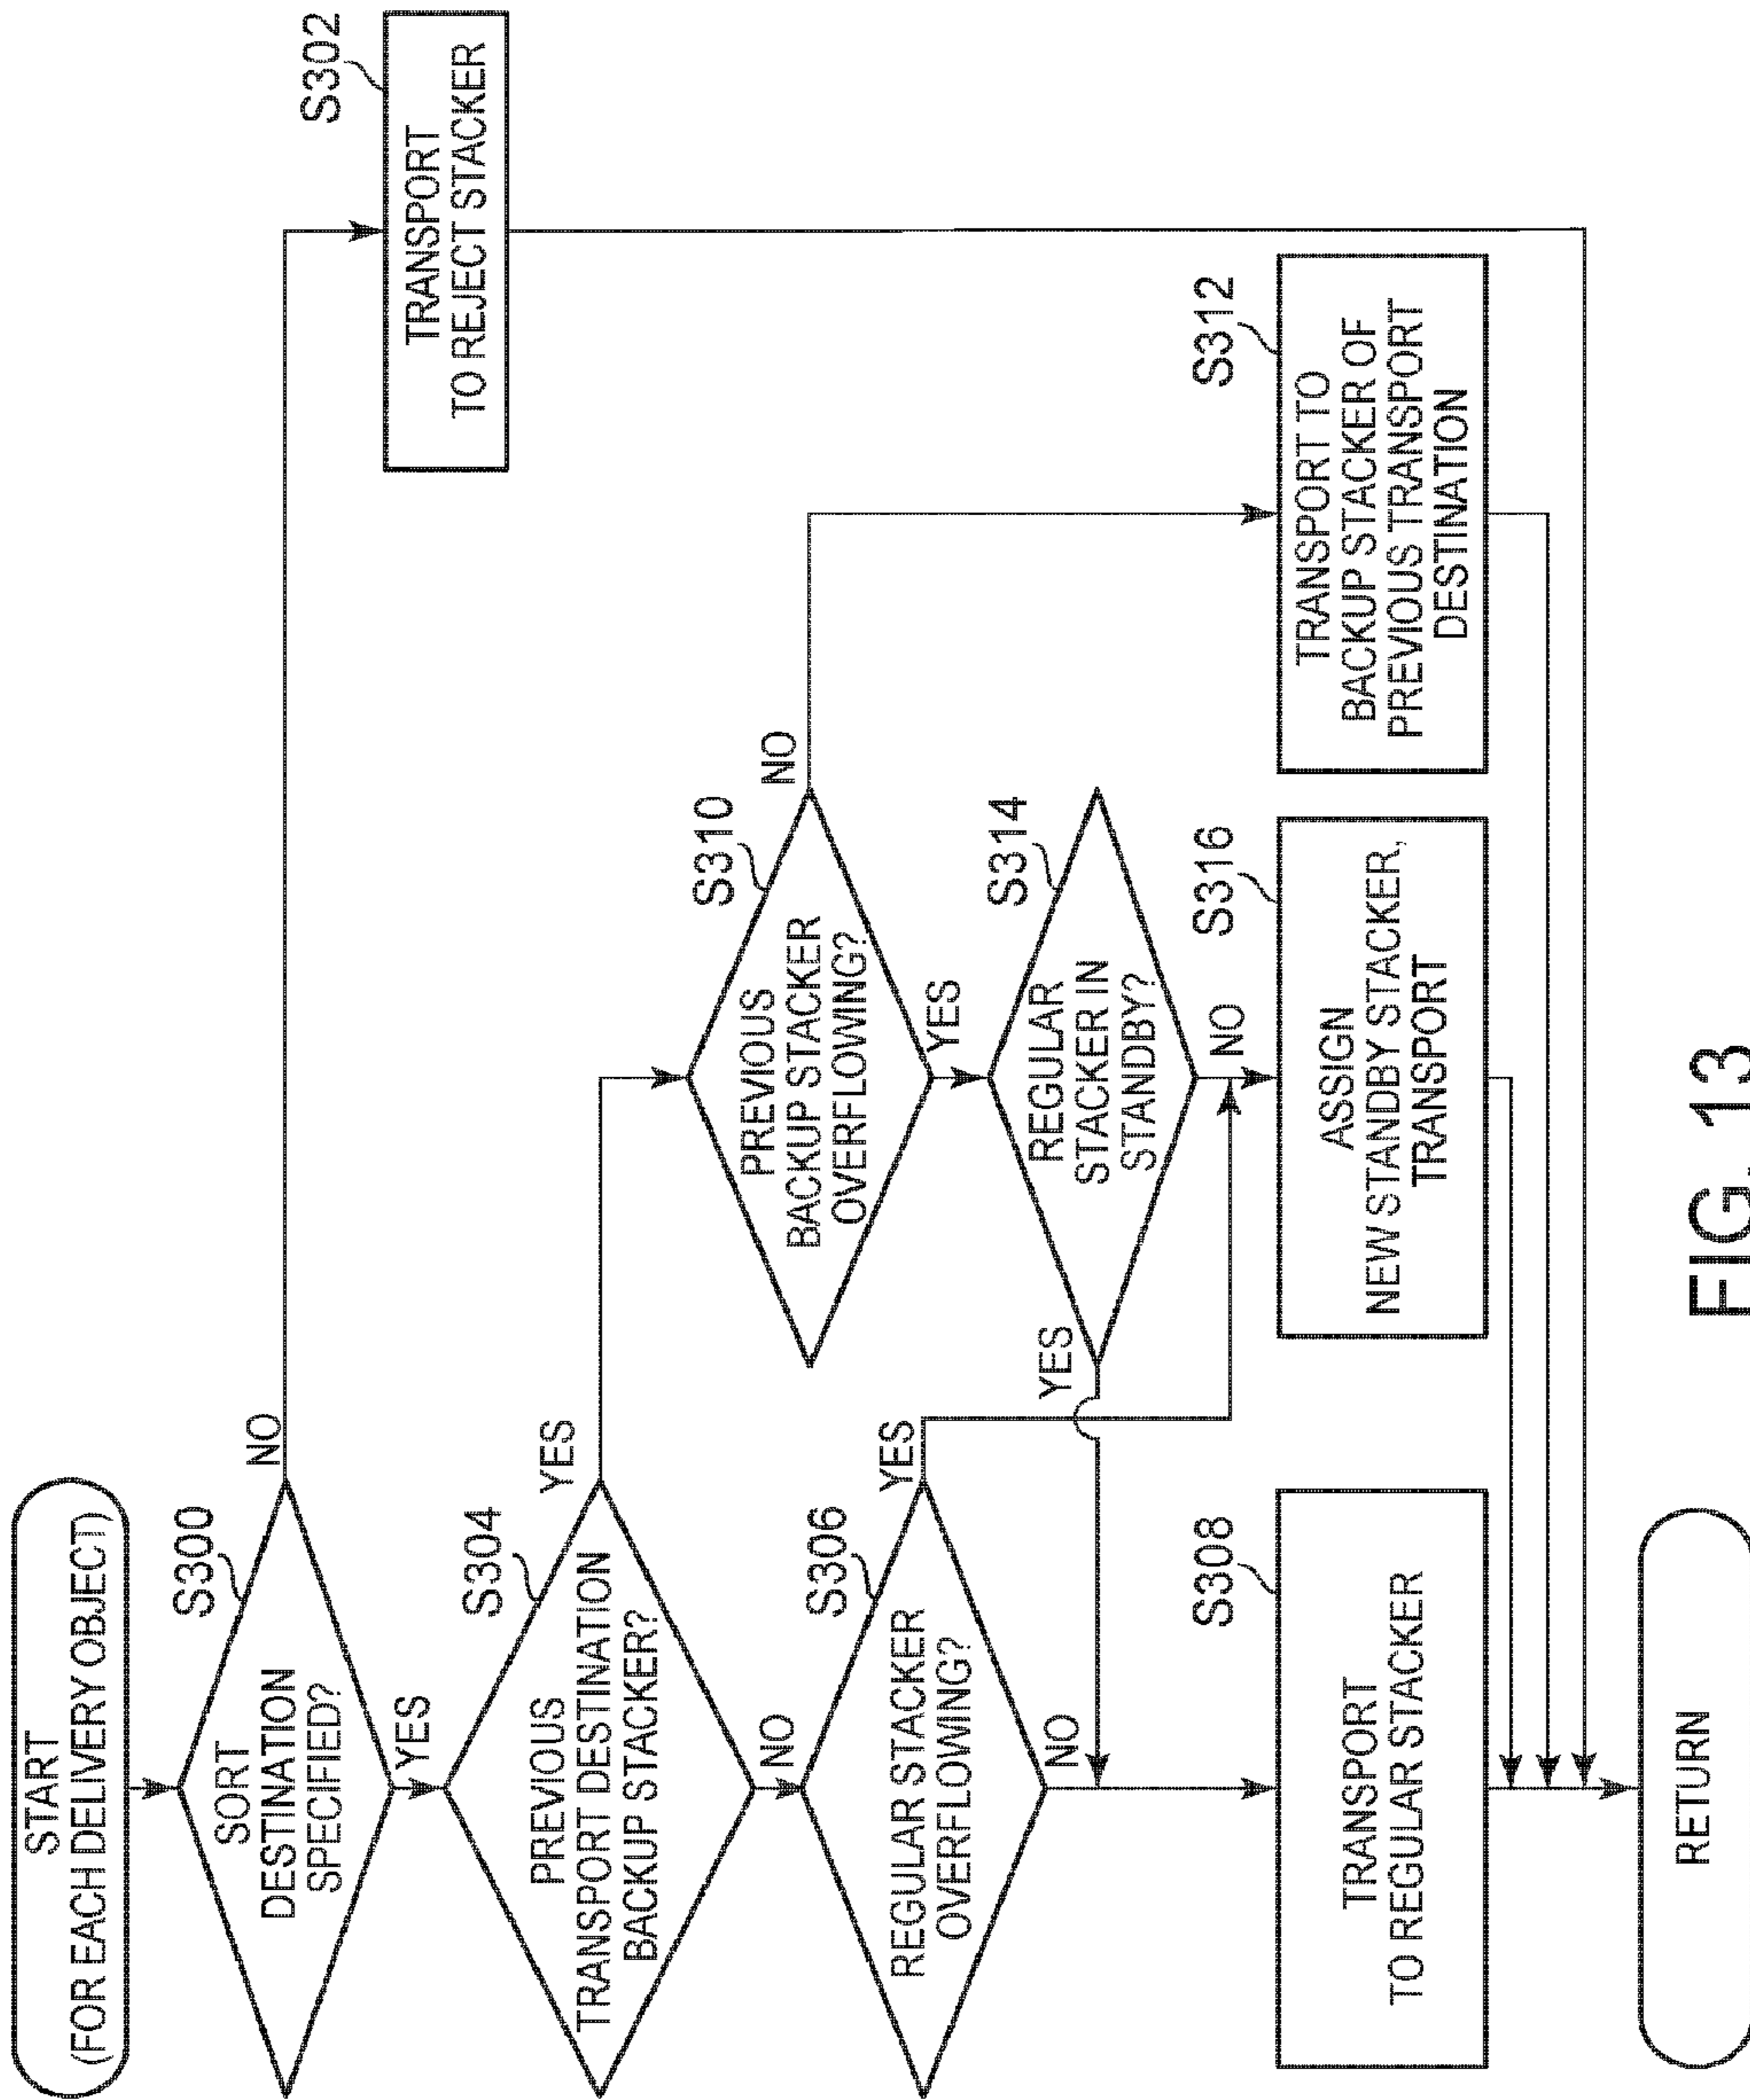 START
(FOR EACH DELIVERY OBJECT)
S300
SORT
DESTINATION
SPECIFIED?
NO
YES
S302
TRANSPORT
TO REJECT STACKER
S304
PREVIOUS
TRANSPORT DESTINATION
BACKUP STACKER?
YES
NO
S306
REGULAR STACKER
OVERFLOWING?
YES
NO
S310
PREVIOUS
BACKUP STACKER
OVERFLOWING?
NO
YES
S314
REGULAR
STACKER IN
STANDBY?
YES
NO
S308
TRANSPORT
TO REGULAR STACKER
S316
ASSIGN
NEW STANDBY STACKER,
TRANSPORT
S312
TRANSPORT TO
BACKUP STACKER OF
PREVIOUS TRANSPORT
DESTINATION
RETURN
FIG. 13